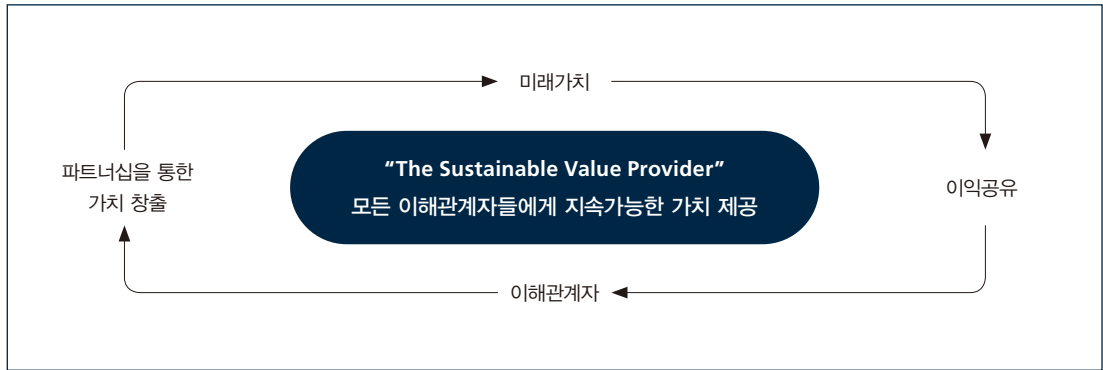 미래가치
파트너십을 통한
가치 창출
“The Sustainable Value Provider”
모든 이해관계자들에게 지속가능한 가치 제공
이익공유
이해관계자